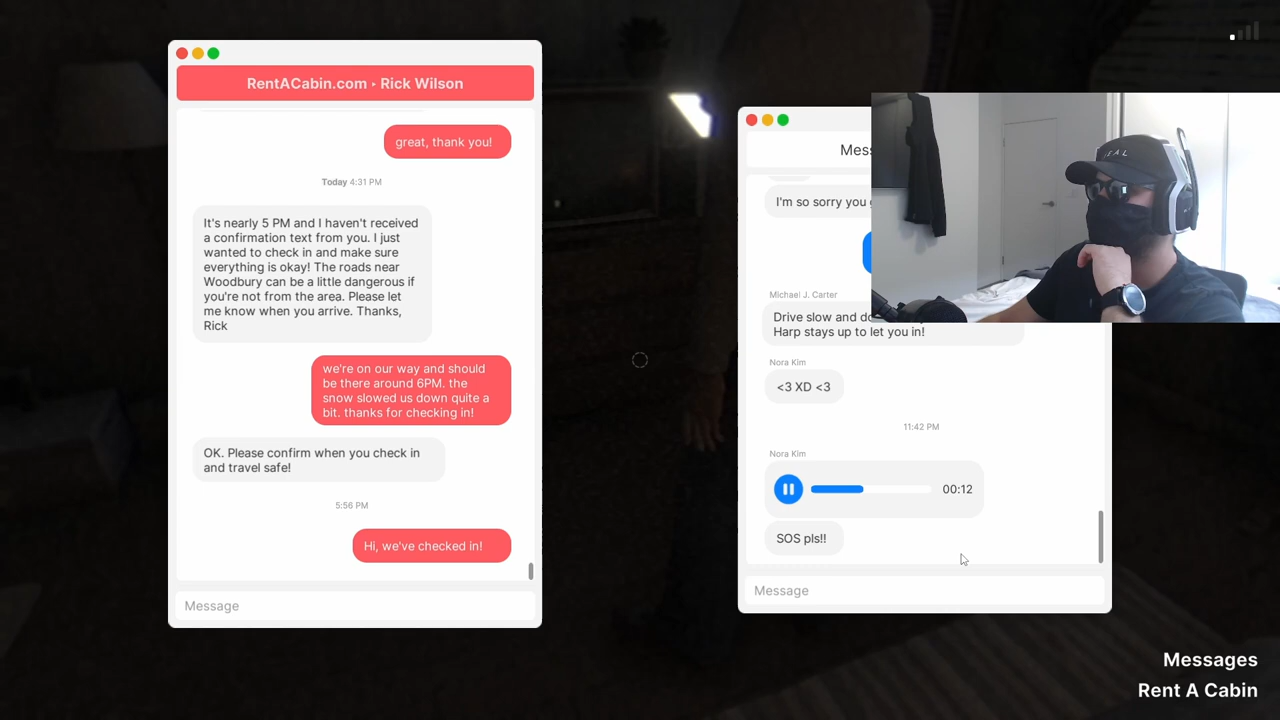 RentACabin.com ▸ Rick Wilson
great, thank you!
Today 4:31 PM
It's nearly 5 PM and I haven't received
a confirmation text from you. I just
wanted to check in and make sure
everything is okay! The roads near
Woodbury can be a little dangerous if
you're not from the area. Please let
me know when you arrive. Thanks,
Rick
we're on our way and should
be there around 6PM. the
snow slowed us down quite a
bit. thanks for checking in!
OK. Please confirm when you check in
and travel safe!
5:56 PM
Hi, we've checked in!
Message
Mess
I'm so sorry you
Michael J. Carter
Drive slow and do
Harp stays up to let you in!
Nora Kim
<3 XD <3
11:42 PM
Nora Kim
00:12
SOS pls!!
Message
Messages
Rent A Cabin